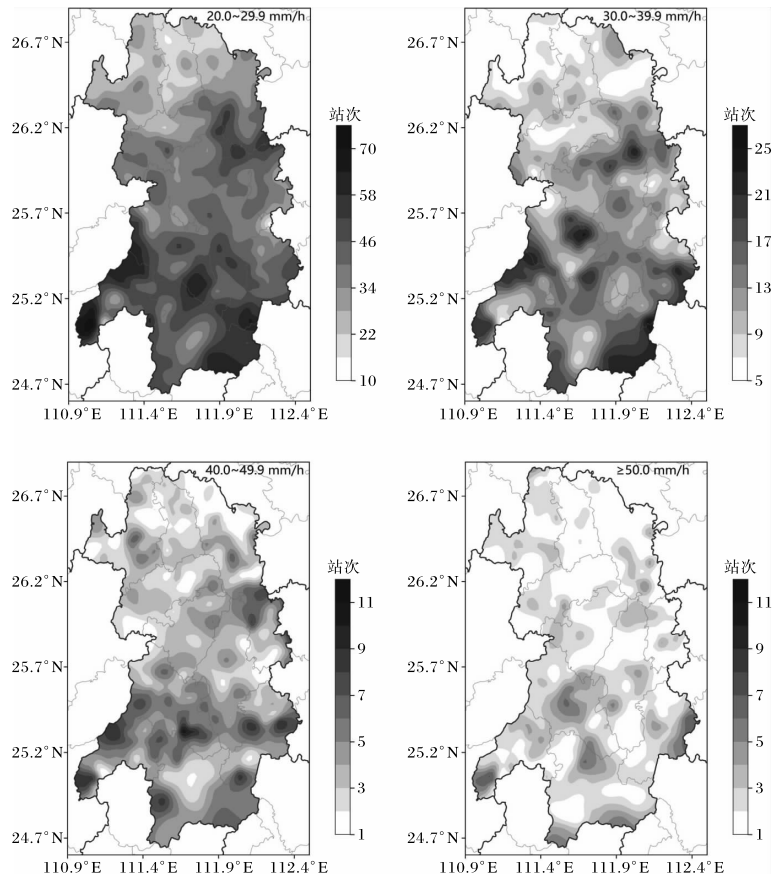 20.0~29.9 mm/h
26.7°N
26.2°N
25.7°N
25.2°N
24.7°N
110.9°E 111.4°E 111.9°E 112.4°E
站次
70
58
46
34
22
10
30.0~39.9 mm/h
26.7°N
26.2°N
25.7°N
25.2°N
24.7°N
110.9°E 111.4°E 111.9°E 112.4°E
站次
25
21
17
13
9
5
40.0~49.9 mm/h
26.7°N
26.2°N
25.7°N
25.2°N
24.7°N
110.9°E 111.4°E 111.9°E 112.4°E
站次
11
9
7
5
3
1
≥50.0 mm/h
26.7°N
26.2°N
25.7°N
25.2°N
24.7°N
110.9°E 111.4°E 111.9°E 112.4°E
站次
11
9
7
5
3
1